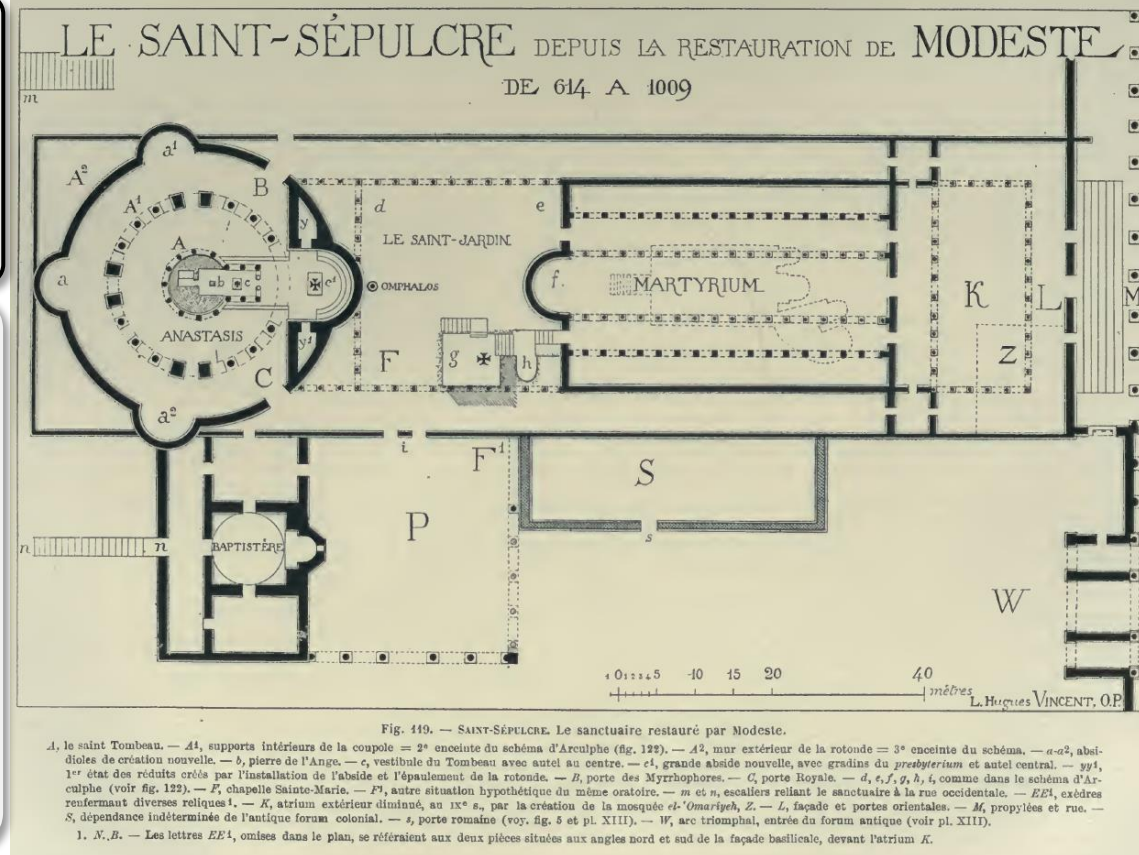 LE SAINT-SÉPULCRE DEPUIS LA RESTAURATION DE MODESTE
DE 614 A 1009
m
a¹
A²
B
y
d
e
A¹
LE SAINT-JARDIN
A
a
b
c
c¹
OMPHALOS
f.
MARTYRIUM
K
L
M
ANASTASIS
y¹
F
g
h
Z
C
a²
i
F¹
S
P
n
n
BAPTISTÈRE
s
W
1 0 1 2 3 4 5 10 15 20 40
mètres
L. Hugues VINCENT, O.P.
Fig. 119. — SAINT-SÉPULCRE. Le sanctuaire restauré par Modeste.
A, le saint Tombeau. — A¹, supports intérieurs de la coupole = 2ᵉ enceinte du schéma d'Arculphe (fig. 122). — A², mur extérieur de la rotonde = 3ᵉ enceinte du schéma. — a-a², absi-
dioles de création nouvelle. — b, pierre de l'Ange. — c, vestibule du Tombeau avec autel au centre. — c¹, grande abside nouvelle, avec gradins du presbyterium et autel central. — yy¹,
1ᵉʳ état des réduits créés par l'installation de l'abside et l'épaulement de la rotonde. — B, porte des Myrrhophores. — C, porte Royale. — d, e, f, g, h, i, comme dans le schéma d'Ar-
culphe (voir fig. 122). — F, chapelle Sainte-Marie. — F¹, autre situation hypothétique du même oratoire. — m et n, escaliers reliant le sanctuaire à la rue occidentale. — EE¹, exèdres
renfermant diverses reliques¹. — K, atrium extérieur diminué, au IXᵉ s., par la création de la mosquée el-'Omariyeh, Z. — L, façade et portes orientales. — M, propylées et rue. —
S, dépendance indéterminée de l'antique forum colonial. — s, porte romaine (voy. fig. 5 et pl. XIII). — W, arc triomphal, entrée du forum antique (voir pl. XIII).
1. N.B. — Les lettres EE¹, omises dans le plan, se référaient aux deux pièces situées aux angles nord et sud de la façade basilicale, devant l'atrium K.